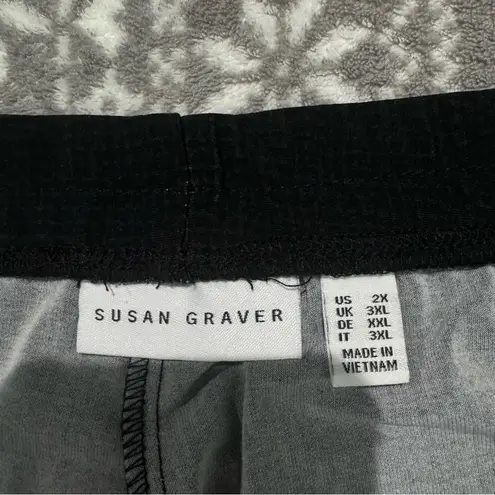 SUSAN GRAVER
US 2X
UK 3XL
DE XXL
IT 3XL
MADE IN
VIETNAM